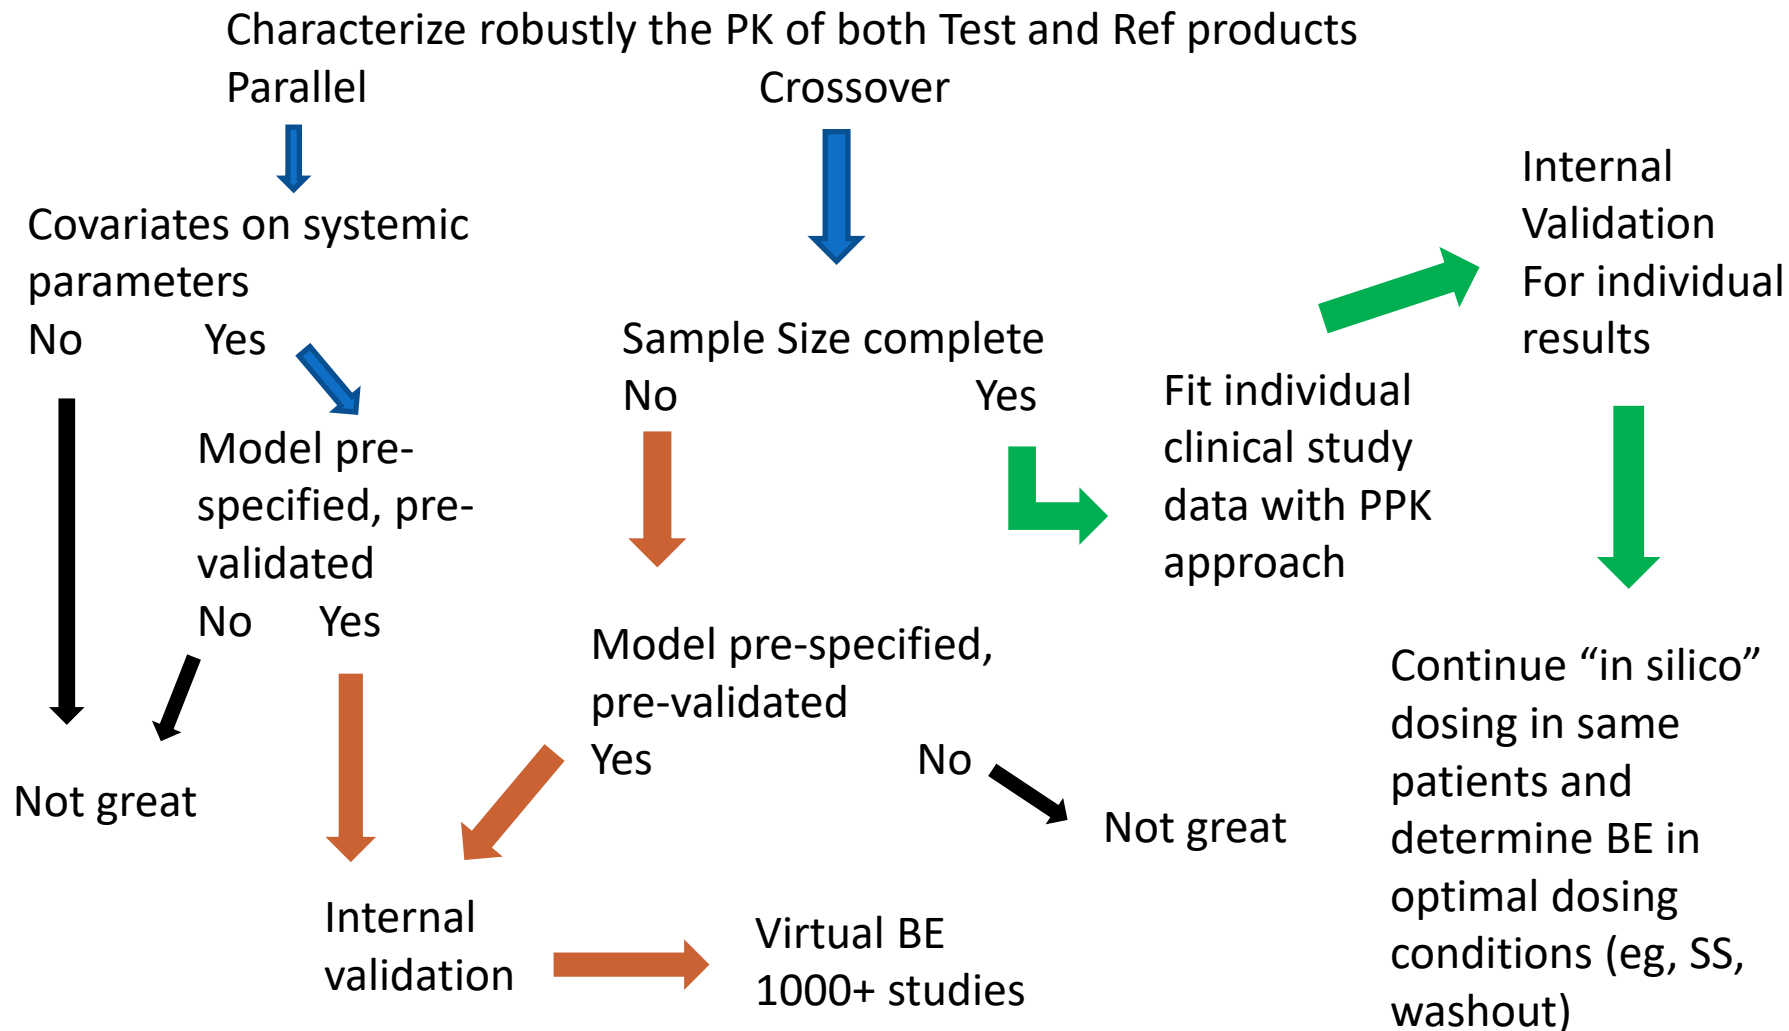 Characterize robustly the PK of both Test and Ref products
Parallel
Crossover
Covariates on systemic
parameters
No
Yes
Model pre-
specified, pre-
validated
No
Yes
Not great
Sample Size complete
No
Yes
Model pre-specified,
pre-validated
Yes
No
Not great
Internal
validation
Virtual BE
1000+ studies
Fit individual
clinical study
data with PPK
approach
Internal
Validation
For individual
results
Continue “in silico”
dosing in same
patients and
determine BE in
optimal dosing
conditions (eg, SS,
washout)